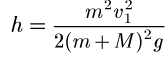 h = \frac{m^2 v_1^2}{2(m + M)^2 g}